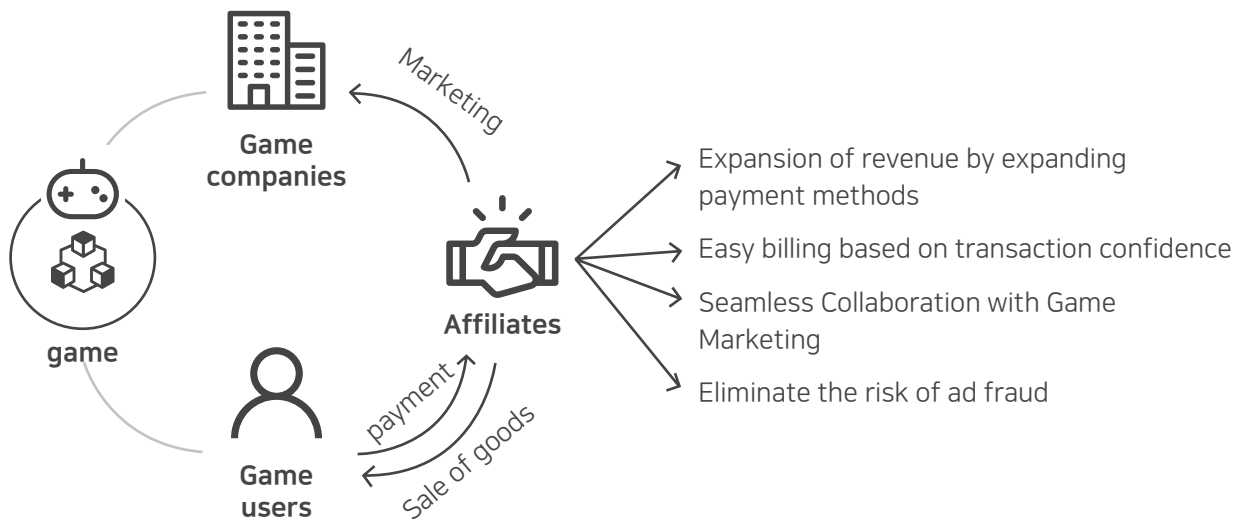 Marketing
Game
companies
game
Affiliates
payment
Sale of goods
Game
users
Expansion of revenue by expanding
payment methods
Easy billing based on transaction confidence
Seamless Collaboration with Game
Marketing
Eliminate the risk of ad fraud